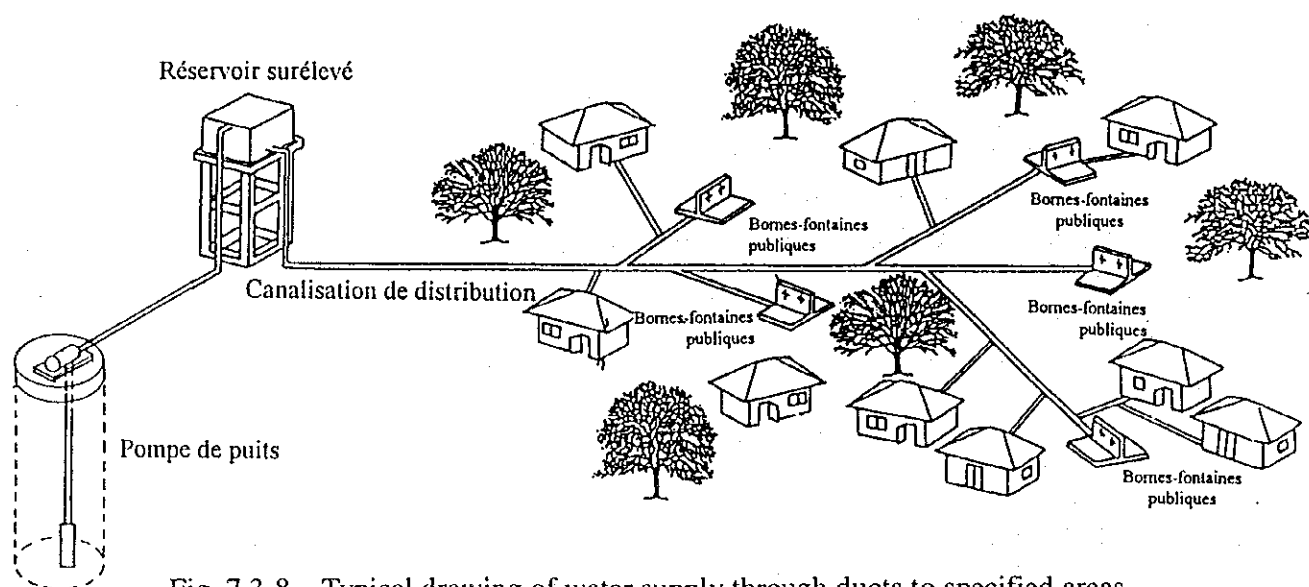 Réservoir surélevé
Bornes-fontaines
publiques
Bornes-fontaines
publiques
Canalisation de distribution
Bornes-fontaines
publiques
Bornes-fontaines
publiques
Pompe de puits
Bornes-fontaines
publiques
Fig. 7.3.8 Typical drawing of water supply through ducts to specified areas